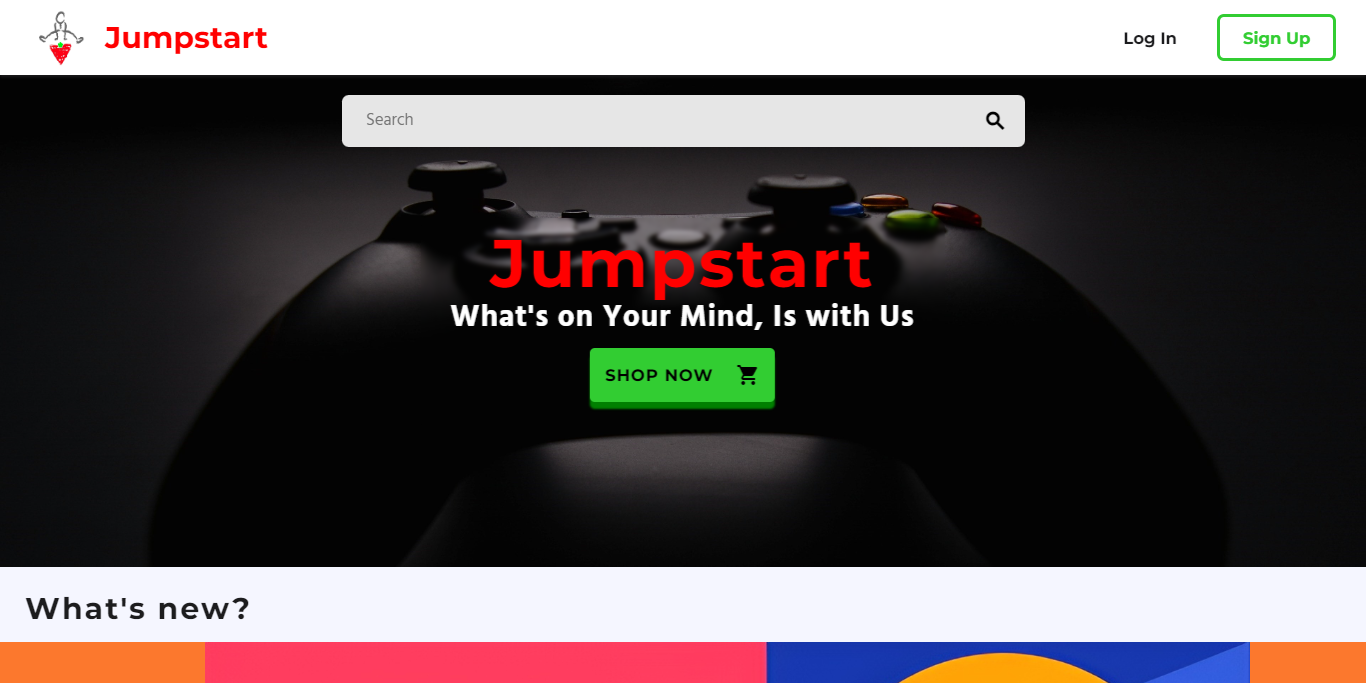 Jumpstart
Log In
Sign Up
Search
Jumpstart
What's on Your Mind, Is with Us
SHOP NOW
What's new?